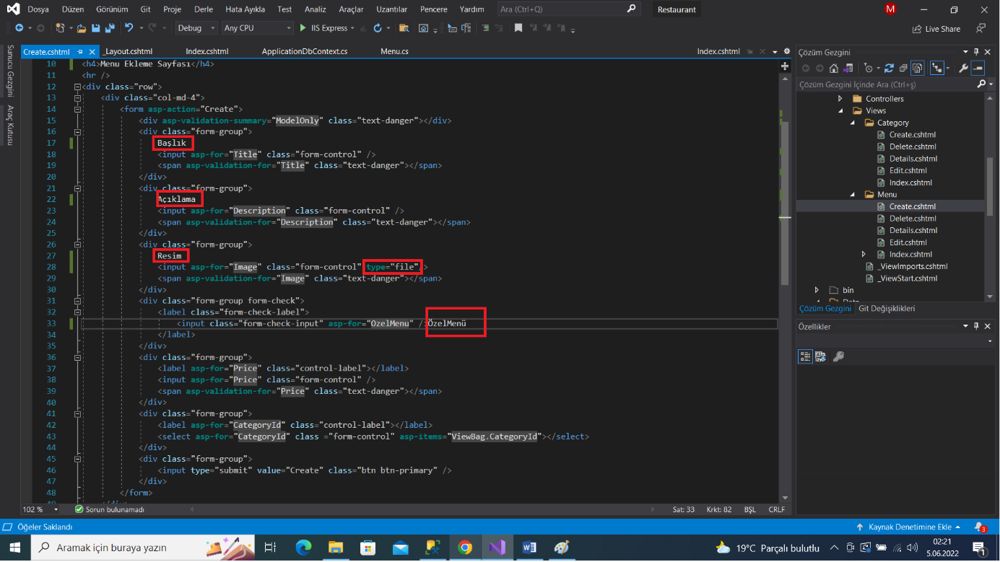 Dosya Düzen Görünüm Git Proje Derle Hata Ayıkla Test Analiz Araçlar Uzantılar Pencere Yardım Ara (Ctrl+Q) Restaurant M
Debug Any CPU IIS Express Live Share
Sunucu Gezgini
Araç Kutusu
Create.cshtml _Layout.cshtml Index.cshtml ApplicationDbContext.cs Menu.cs Index.cshtml
10 <h4>Menu Ekleme Sayfası</h4>
11 <hr />
12 <div class="row">
13 <div class="col-md-4">
14 <form asp-action="Create">
15 <div asp-validation-summary="ModelOnly" class="text-danger"></div>
16 <div class="form-group">
17 Başlık
18 <input asp-for="Title" class="form-control" />
19 <span asp-validation-for="Title" class="text-danger"></span>
20 </div>
21 <div class="form-group">
22 Açıklama
23 <input asp-for="Description" class="form-control" />
24 <span asp-validation-for="Description" class="text-danger"></span>
25 </div>
26 <div class="form-group">
27 Resim
28 <input asp-for="Image" class="form-control" type="file"/>
29 <span asp-validation-for="Image" class="text-danger"></span>
30 </div>
31 <div class="form-group form-check">
32 <label class="form-check-label">
33 <input class="form-check-input" asp-for="OzelMenu" />ÖzelMenü
34 </label>
35 </div>
36 <div class="form-group">
37 <label asp-for="Price" class="control-label"></label>
38 <input asp-for="Price" class="form-control" />
39 <span asp-validation-for="Price" class="text-danger"></span>
40 </div>
41 <div class="form-group">
42 <label asp-for="CategoryId" class="control-label"></label>
43 <select asp-for="CategoryId" class ="form-control" asp-items="ViewBag.CategoryId"></select>
44 </div>
45 <div class="form-group">
46 <input type="submit" value="Create" class="btn btn-primary" />
47 </div>
48 </form>
102 % Sorun bulunamadı Sat: 33 Krkt: 82 BŞL CRLF
Çözüm Gezgini
Çözüm Gezgini İçinde Ara (Ctrl+ş)
Controllers
Views
Category
Create.cshtml
Delete.cshtml
Details.cshtml
Edit.cshtml
Index.cshtml
Menu
Create.cshtml
Delete.cshtml
Details.cshtml
Edit.cshtml
Index.cshtml
_ViewImports.cshtml
_ViewStart.cshtml
bin
Çözüm Gezgini Git Değişiklikleri
Özellikler
Öğeler Saklandı Kaynak Denetimine Ekle 3
Aramak için buraya yazın 19°C Parçalı bulutlu 02:21
5.06.2022 1